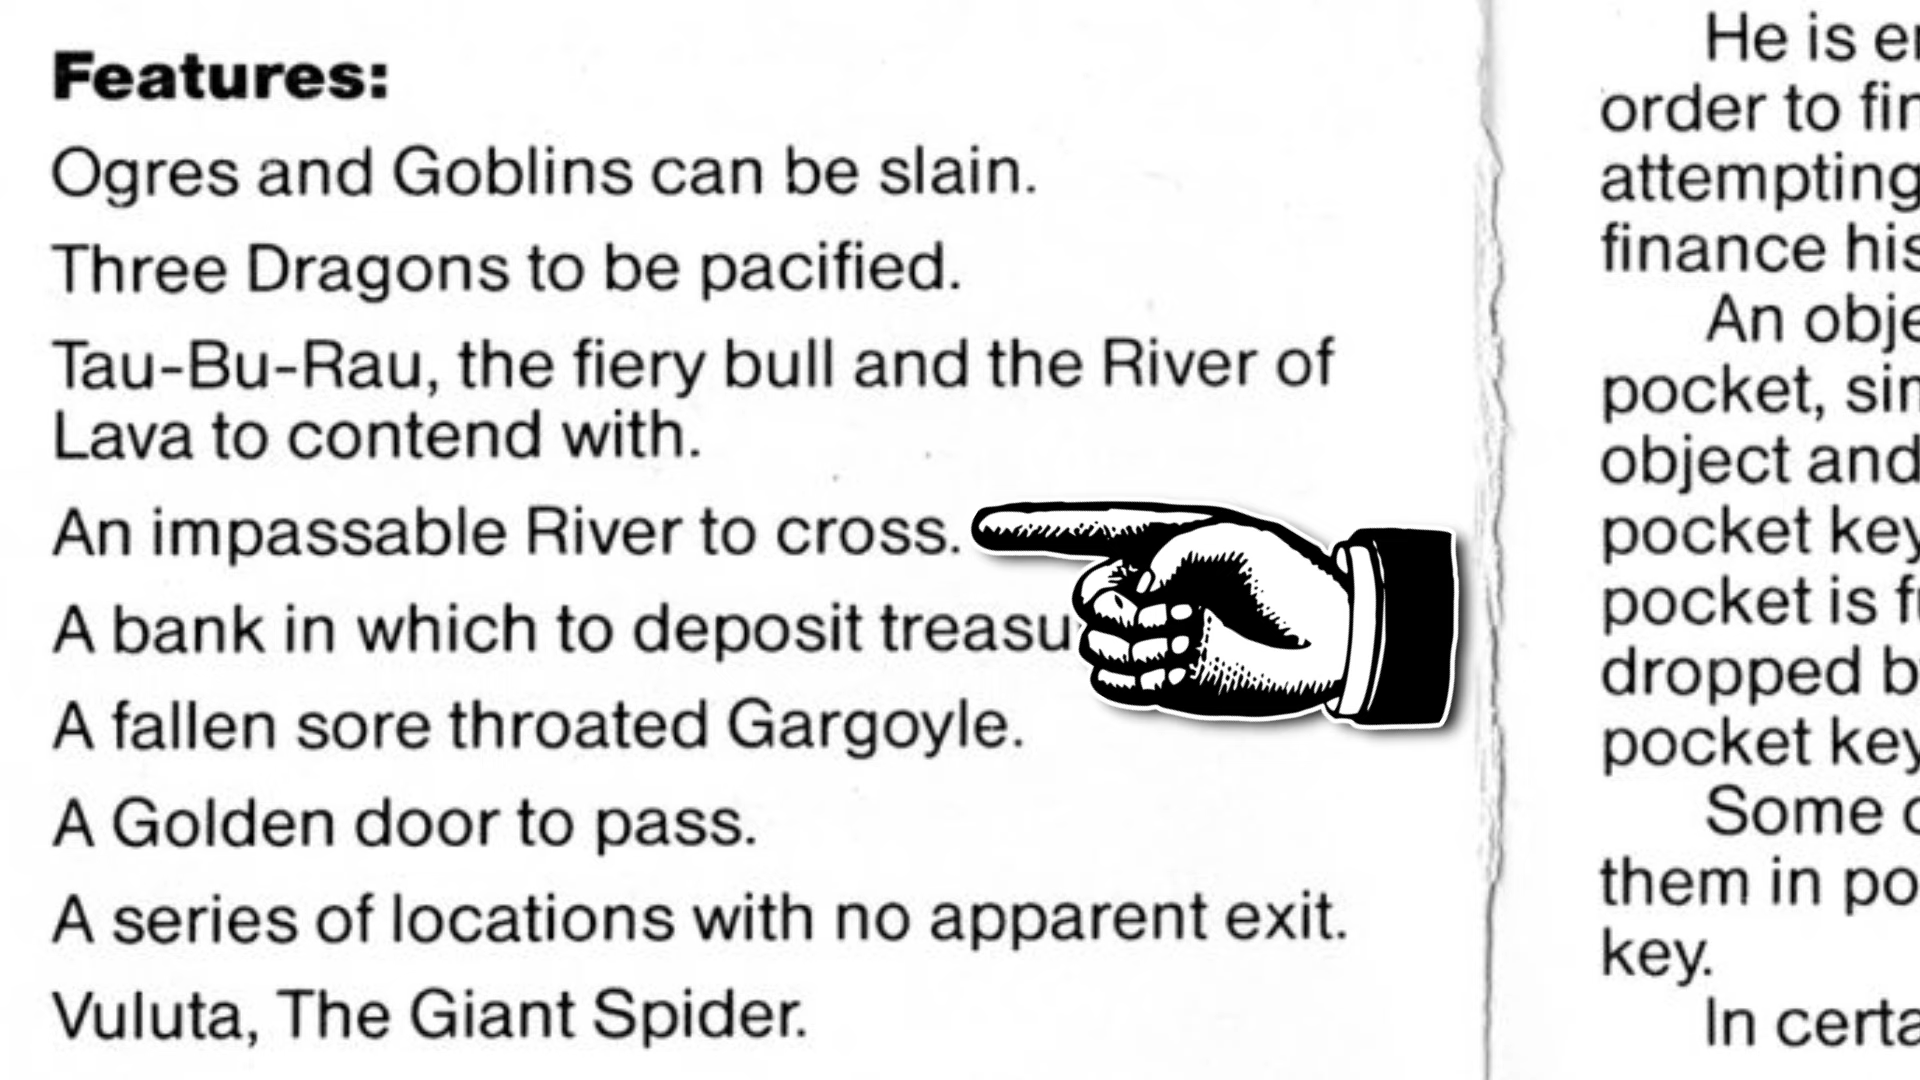 Features:
Ogres and Goblins can be slain.
Three Dragons to be pacified.
Tau-Bu-Rau, the fiery bull and the River of
Lava to contend with.
An impassable River to cross.
A bank in which to deposit
A fallen sore throated Gargoyle.
A Golden door to pass.
A series of locations with no apparent exit.
Vuluta, The Giant Spider.
He is
order to
attempting
finance
An
pocket,
object and
pocket
pocket is
dropped
pocket
Some
them in
key.
In